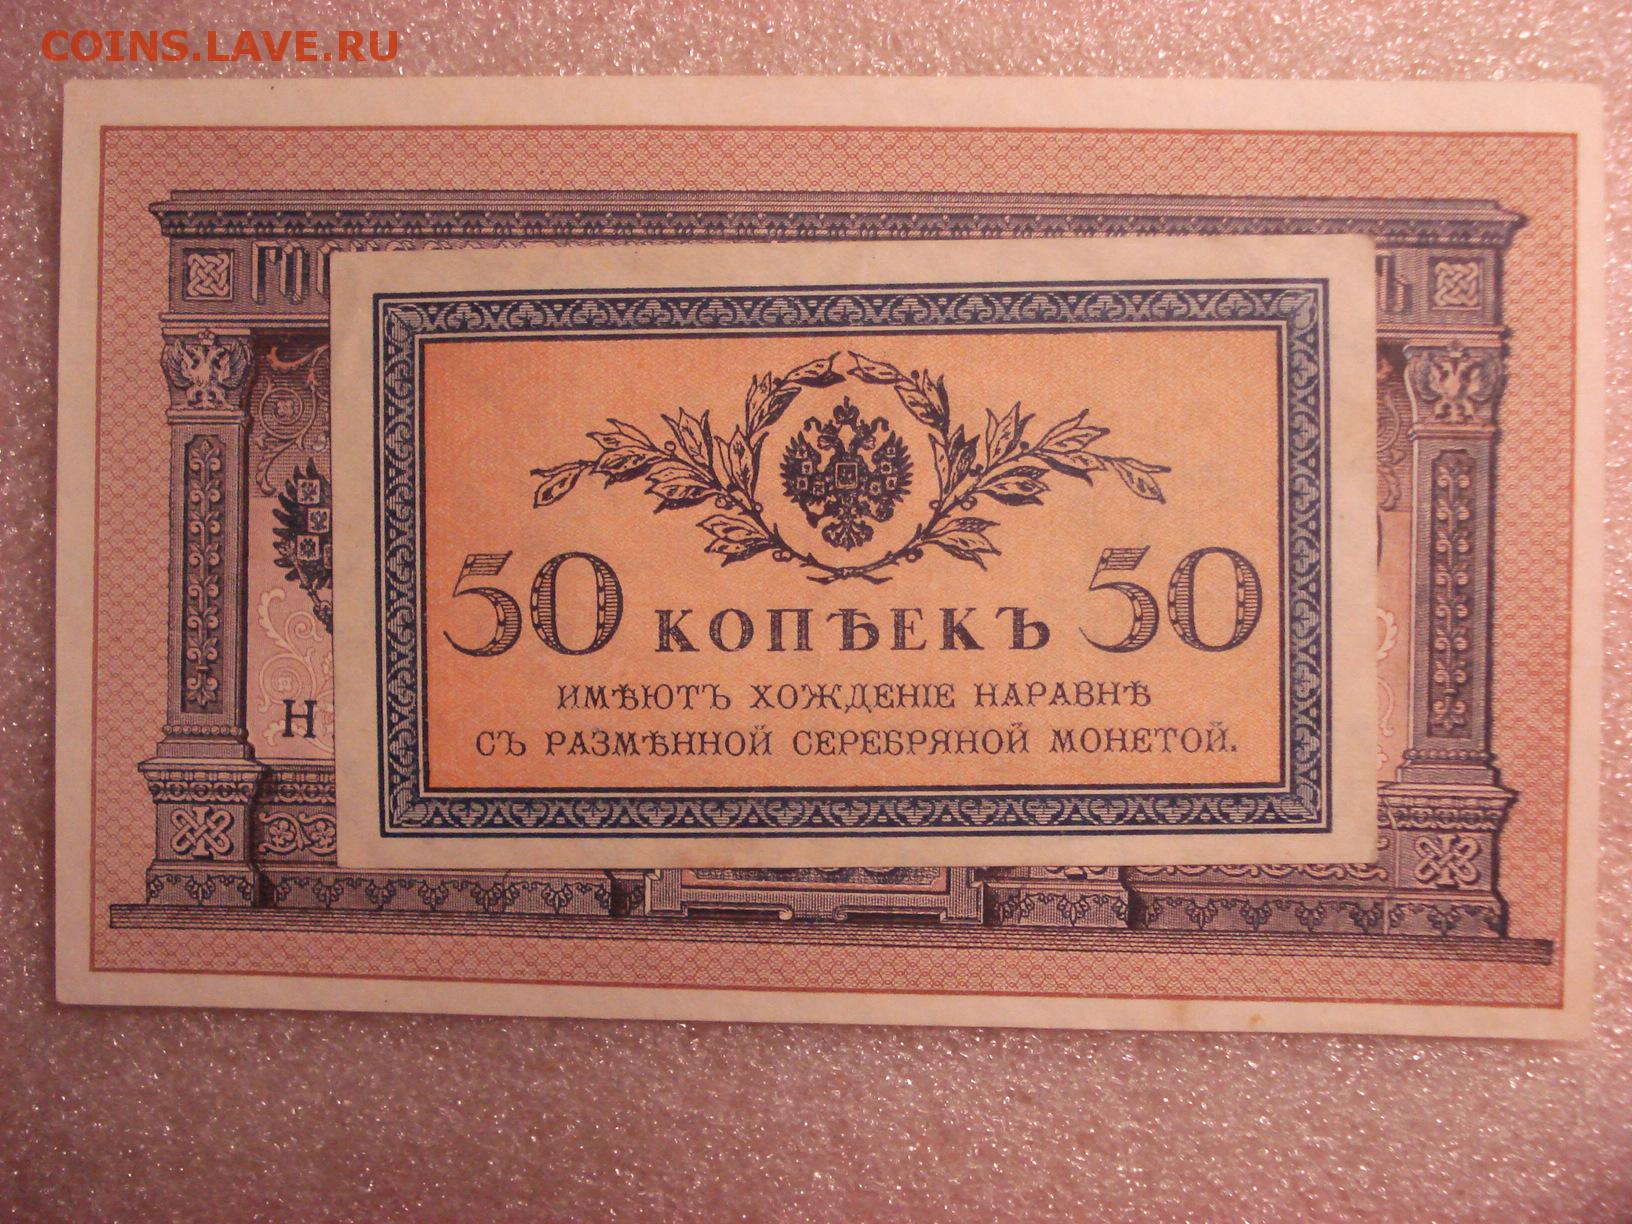 COINS.LAVE.RU
50 КОПѢЕКЪ 50
ИМѢЮТЪ ХОЖДЕНІЕ НАРАВНѢ
СЪ РАЗМѢННОЙ СЕРЕБРЯНОЙ МОНЕТОЙ.
Н